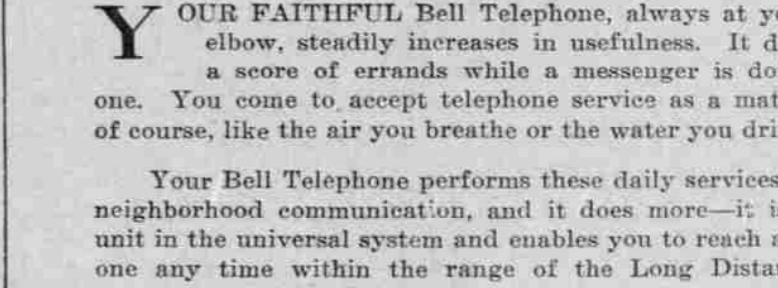 YOUR FAITHFUL Bell Telephone, always at y
elbow, steadily increases in usefulness. It d
a score of errands while a messenger is do
one. You come to accept telephone service as a mat
of course, like the air you breathe or the water you dri
Your Bell Telephone performs these daily services
neighborhood communication, and it does more—it i
unit in the universal system and enables you to reach
one any time within the range of the Long Distan